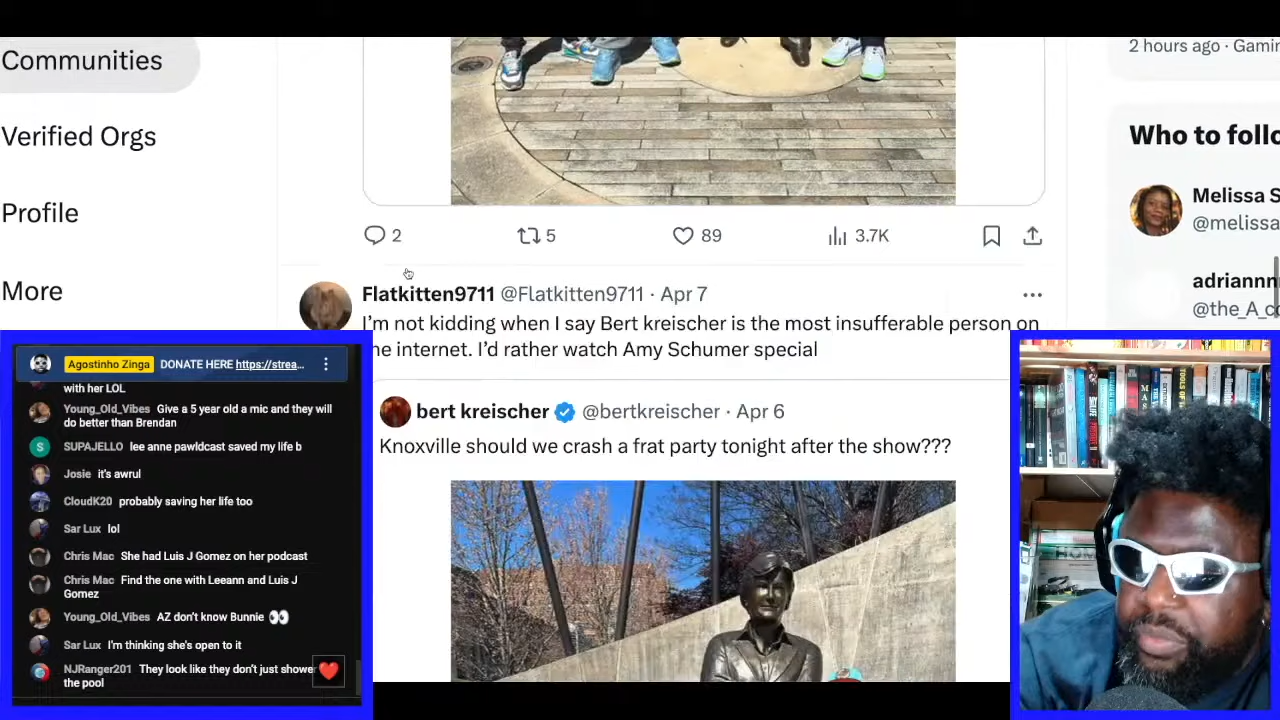 Communities
Verified Orgs
Profile
More
2 hours ago · Gami
Who to follo
Melissa S
@melissa
adriannn
@the_A_co
2
5
89
3.7K
Flatkitten9711 @Flatkitten9711 · Apr 7
I'm not kidding when I say Bert kreischer is the most insufferable person on
he internet. I'd rather watch Amy Schumer special
bert kreischer @bertkreischer · Apr 6
Knoxville should we crash a frat party tonight after the show???
Agostinho Zinga DONATE HERE https://strea...
with her LOL
Young_Old_Vibes Give a 5 year old a mic and they will
do better than Brendan
S SUPAJELLO lee anne pawldcast saved my life b
Josie it's awrul
CloudK20 probably saving her life too
Sar Lux lol
Chris Mac She had Luis J Gomez on her podcast
Chris Mac Find the one with Leeann and Luis J
Gomez
Young_Old_Vibes AZ don't know Bunnie 👀
Sar Lux I'm thinking she's open to it
NJRanger201 They look like they don't just showe
the pool